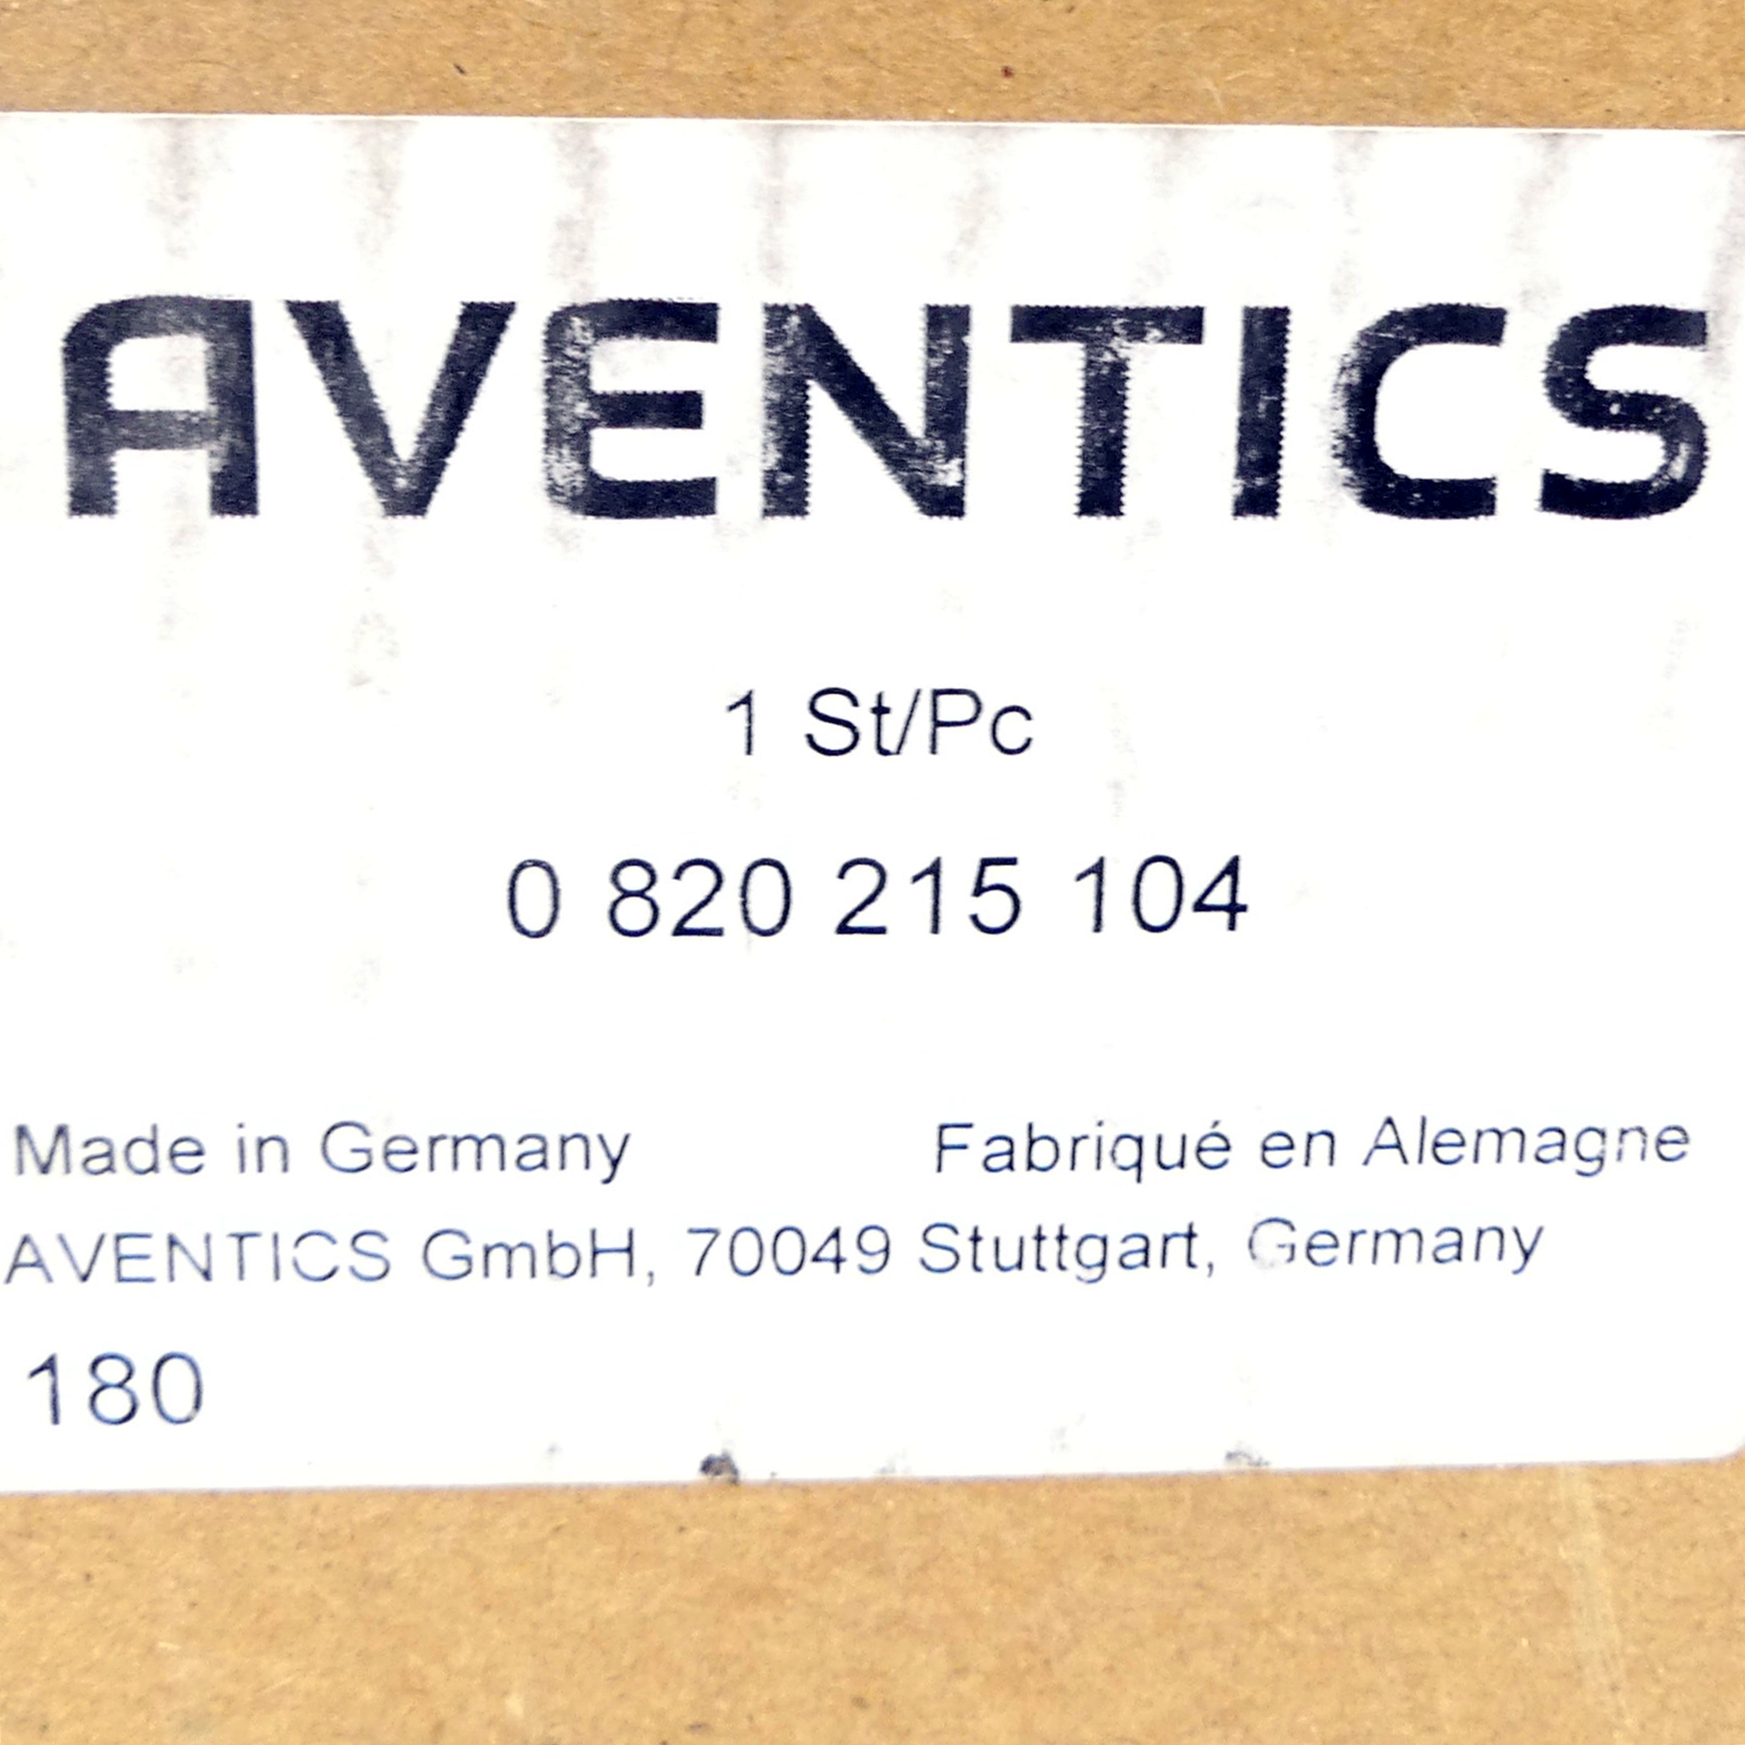 AVENTICS
1 St/Pc
0 820 215 104
Made in Germany Fabriqué en Alemagne
AVENTICS GmbH, 70049 Stuttgart, Germany
180